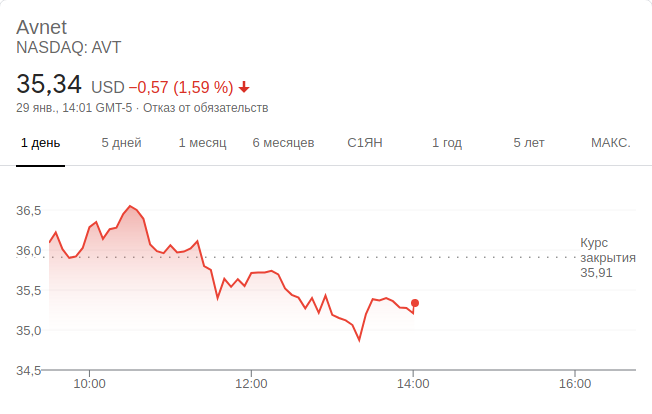 Avnet
NASDAQ: AVT
35,34 USD −0,57 (1,59 %)
29 янв., 14:01 GMT-5 · Отказ от обязательств
1 день 5 дней 1 месяц 6 месяцев С1ЯН 1 год 5 лет МАКС.
36,5
36,0
35,5
35,0
34,5
Курс
закрытия
35,91
10:00 12:00 14:00 16:00